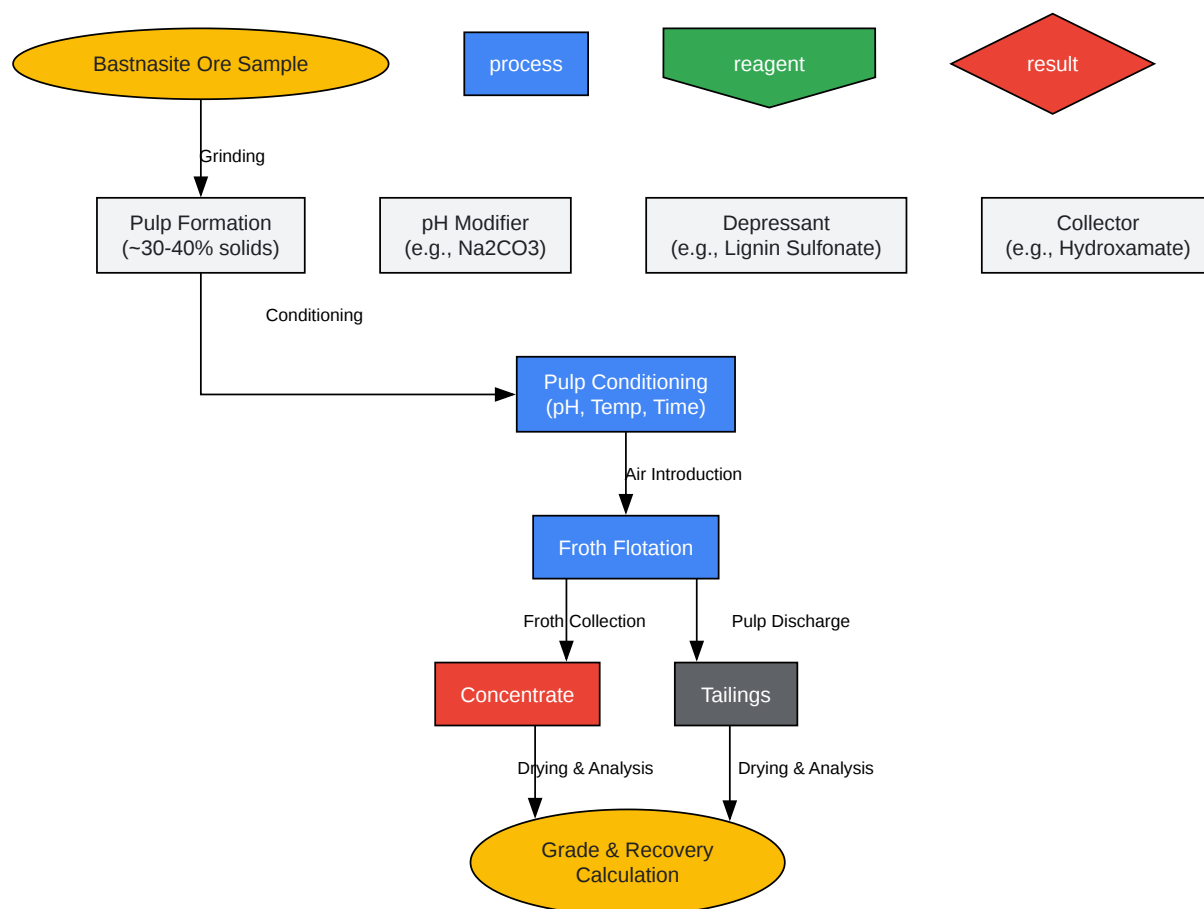 Bastnasite Ore Sample
process
reagent
result
Grinding
Pulp Formation
(~30-40% solids)
pH Modifier
(e.g., Na2CO3)
Depressant
(e.g., Lignin Sulfonate)
Collector
(e.g., Hydroxamate)
Conditioning
Pulp Conditioning
(pH, Temp, Time)
Air Introduction
Froth Flotation
Froth Collection
Pulp Discharge
Concentrate
Tailings
Drying & Analysis
Drying & Analysis
Grade & Recovery
Calculation